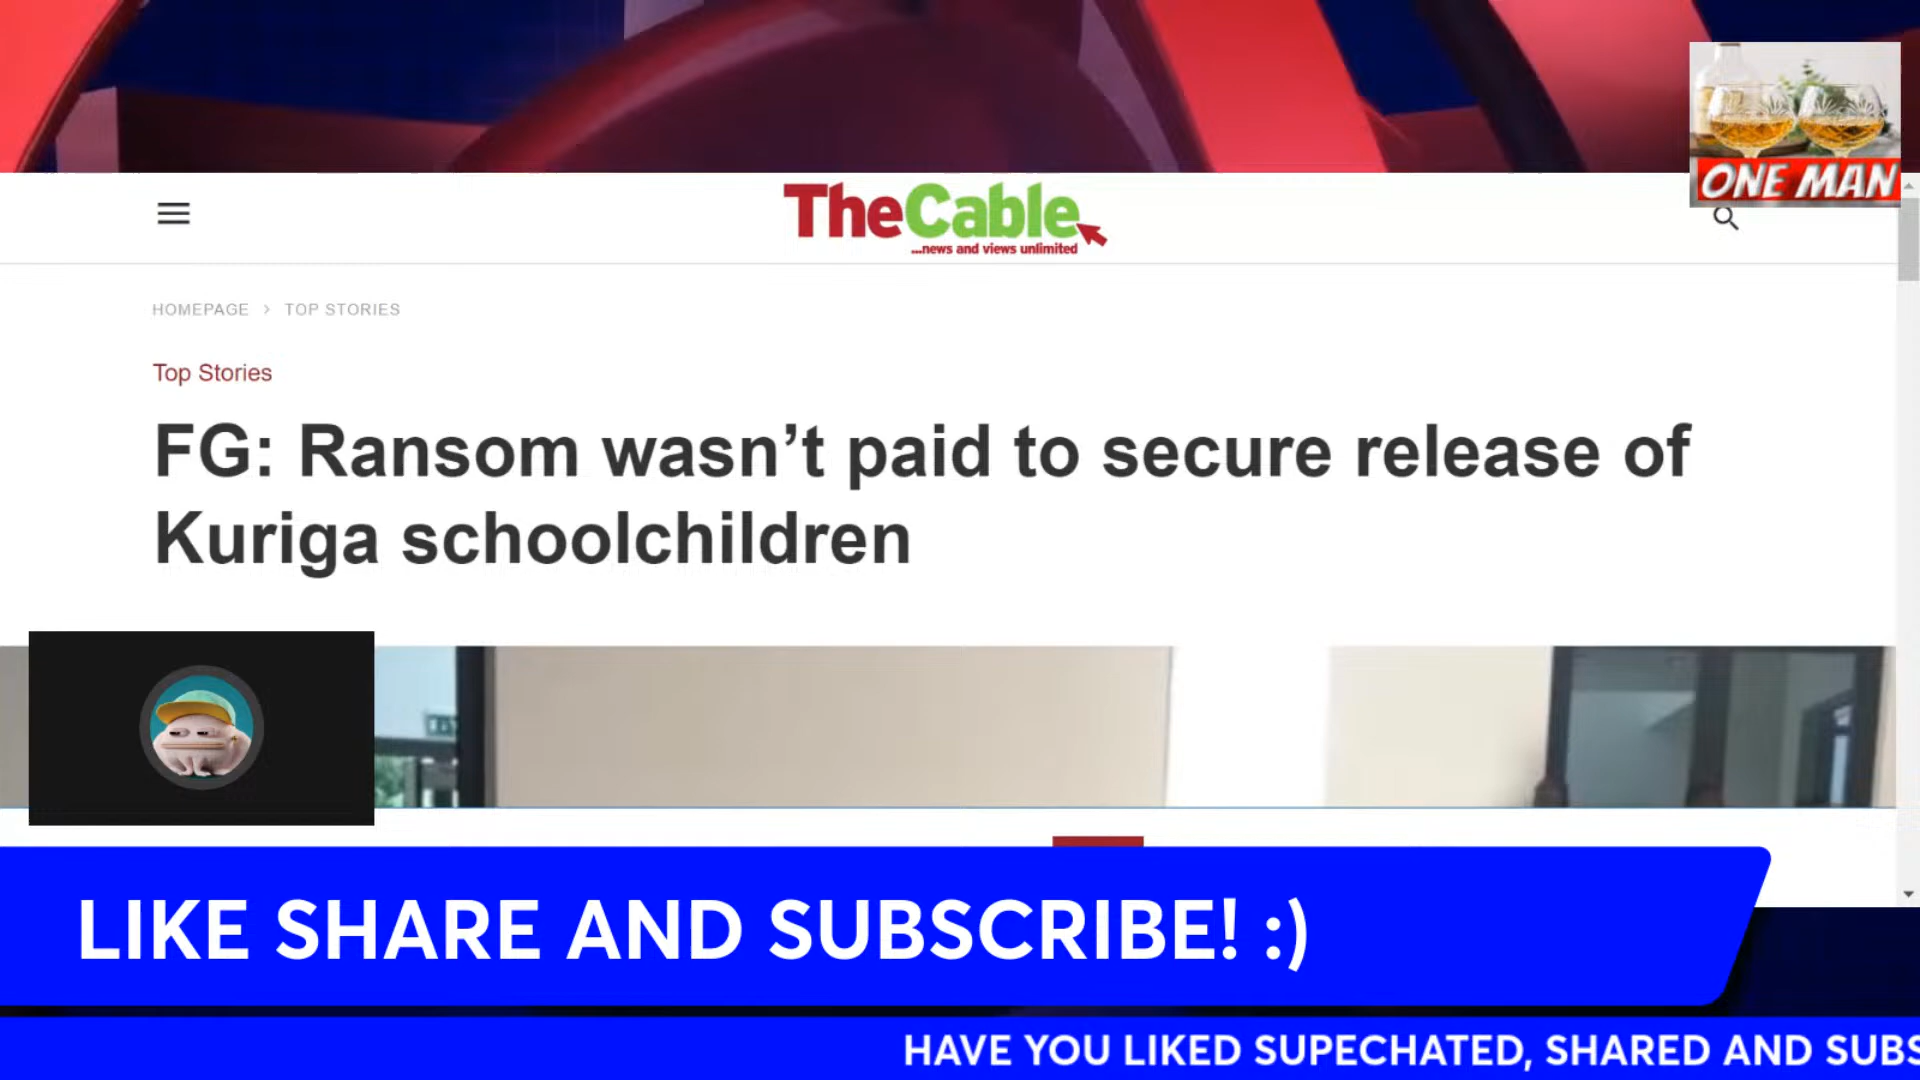 ONE MAN
TheCable
...news and views unlimited
HOMEPAGE > TOP STORIES
Top Stories
FG: Ransom wasn’t paid to secure release of
Kuriga schoolchildren
LIKE SHARE AND SUBSCRIBE! :)
HAVE YOU LIKED SUPECHATED, SHARED AND SUBS